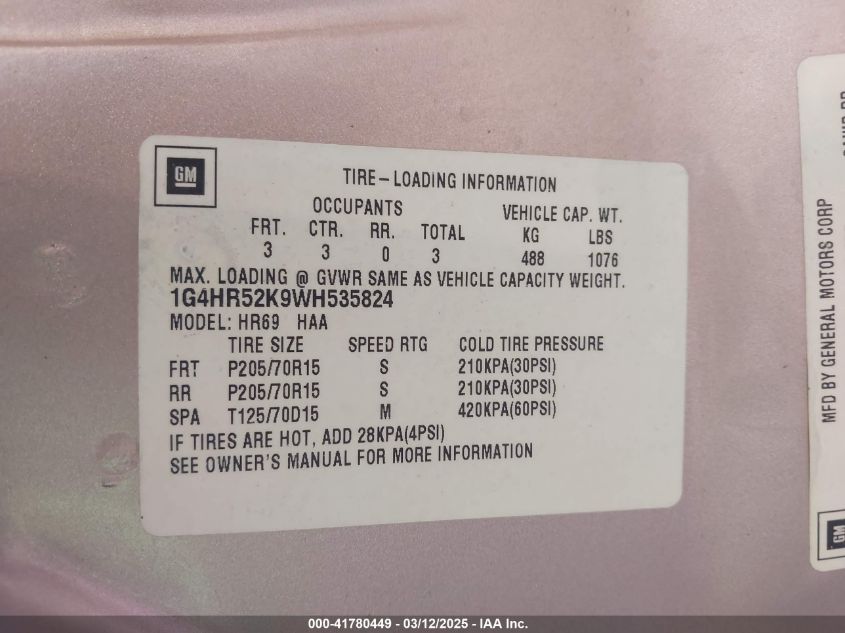 GM
TIRE-LOADING INFORMATION
OCCUPANTS VEHICLE CAP. WT.
FRT. CTR. RR. TOTAL KG LBS
3 3 0 3 488 1076
MAX. LOADING @ GVWR SAME AS VEHICLE CAPACITY WEIGHT.
1G4HR52K9WH535824
MODEL: HR69 HAA
TIRE SIZE SPEED RTG COLD TIRE PRESSURE
FRT P205/70R15 S 210KPA(30PSI)
RR P205/70R15 S 210KPA(30PSI)
SPA T125/70D15 M 420KPA(60PSI)
IF TIRES ARE HOT, ADD 28KPA(4PSI)
SEE OWNER'S MANUAL FOR MORE INFORMATION
MFD BY GENERAL MOTORS CORP
GM
000-41780449 - 03/12/2025 - IAA Inc.